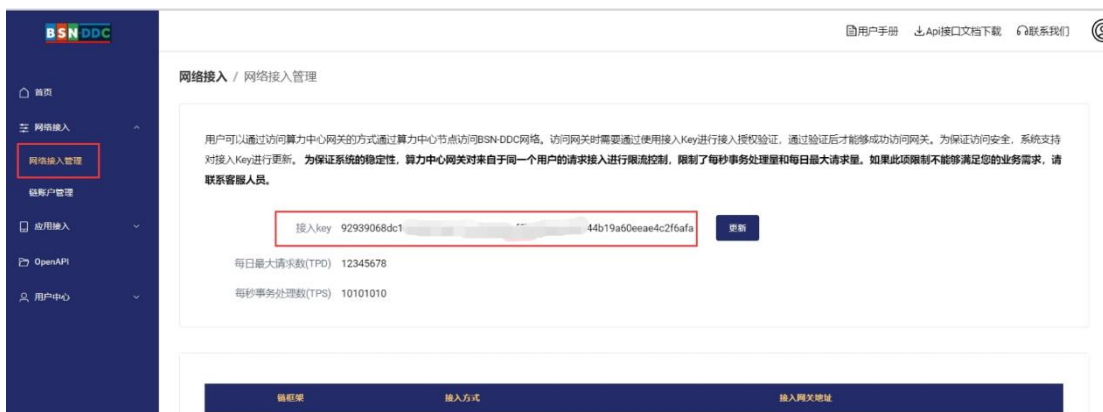 BSN DDC
用户手册 Api接口文档下载 联系我们
网络接入 / 网络接入管理
首页
网络接入
网络接入管理
链账户管理
应用接入
OpenAPI
用户中心
用户可以通过访问算力中心网关的方式通过算力中心节点访问BSN-DDC网络。访问网关时需要通过使用接入Key进行接入授权验证，通过验证后才能够成功访问网关。为保证访问安全，系统支持
对接入Key进行更新。为保证系统的稳定性，算力中心网关对来自于同一个用户的请求接入进行限流控制，限制了每秒事务处理量和每日最大请求量。如果此项限制不能够满足您的业务需求，请
联系客服人员。
接入key 92939068dc1 44b19a60eeae4c2f6afa 更新
每日最大请求数(TPD) 12345678
每秒事务处理数(TPS) 10101010
链框架 接入方式 接入网关地址